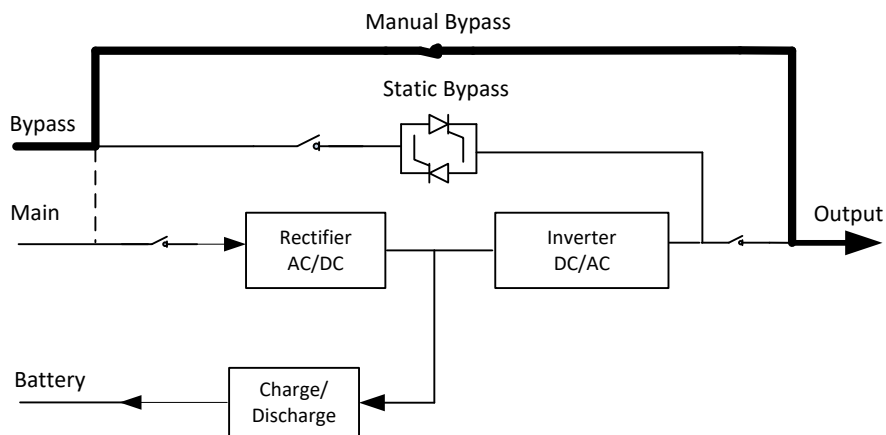 Manual Bypass
Static Bypass
Bypass
Main
Output
Rectifier
AC/DC
Inverter
DC/AC
Battery
Charge/
Discharge